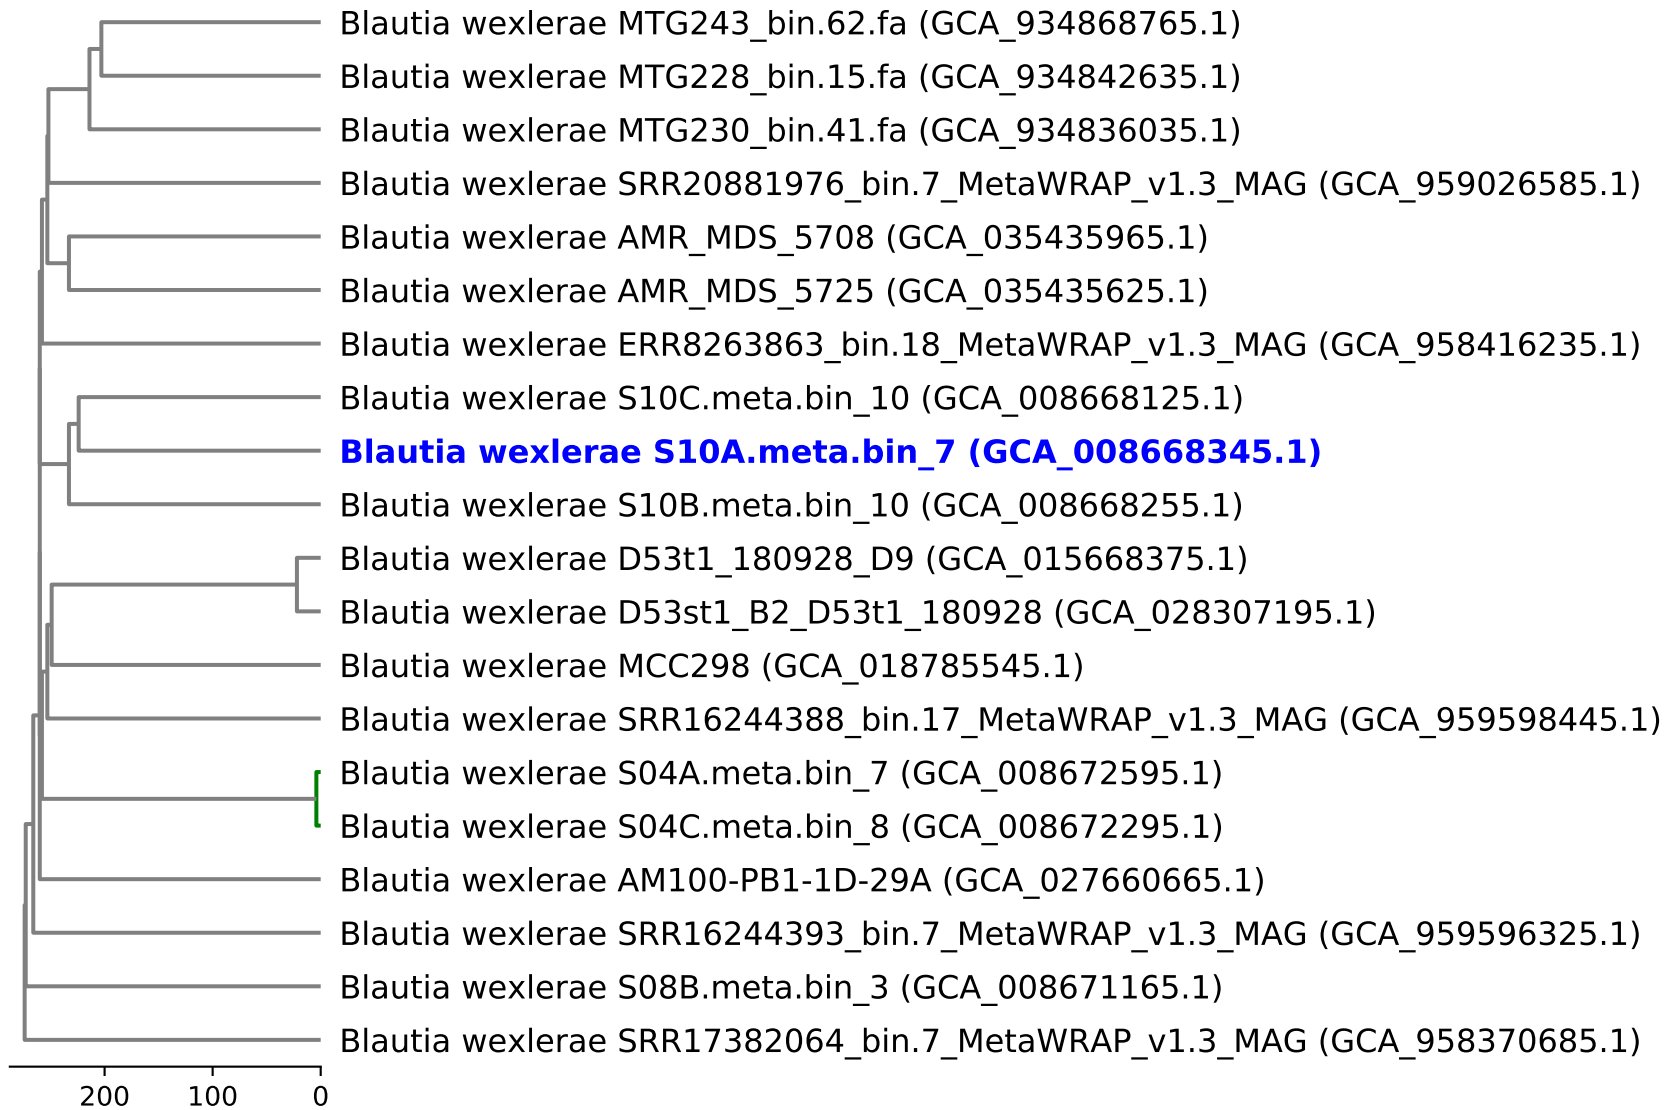 Blautia wexlerae MTG243_bin.62.fa (GCA_934868765.1)
Blautia wexlerae MTG228_bin.15.fa (GCA_934842635.1)
Blautia wexlerae MTG230_bin.41.fa (GCA_934836035.1)
Blautia wexlerae SRR20881976_bin.7_MetaWRAP_v1.3_MAG (GCA_959026585.1)
Blautia wexlerae AMR_MDS_5708 (GCA_035435965.1)
Blautia wexlerae AMR_MDS_5725 (GCA_035435625.1)
Blautia wexlerae ERR8263863_bin.18_MetaWRAP_v1.3_MAG (GCA_958416235.1)
Blautia wexlerae S10C.meta.bin_10 (GCA_008668125.1)
Blautia wexlerae S10A.meta.bin_7 (GCA_008668345.1)
Blautia wexlerae S10B.meta.bin_10 (GCA_008668255.1)
Blautia wexlerae D53t1_180928_D9 (GCA_015668375.1)
Blautia wexlerae D53st1_B2_D53t1_180928 (GCA_028307195.1)
Blautia wexlerae MCC298 (GCA_018785545.1)
Blautia wexlerae SRR16244388_bin.17_MetaWRAP_v1.3_MAG (GCA_959598445.1)
Blautia wexlerae S04A.meta.bin_7 (GCA_008672595.1)
Blautia wexlerae S04C.meta.bin_8 (GCA_008672295.1)
Blautia wexlerae AM100-PB1-1D-29A (GCA_027660665.1)
Blautia wexlerae SRR16244393_bin.7_MetaWRAP_v1.3_MAG (GCA_959596325.1)
Blautia wexlerae S08B.meta.bin_3 (GCA_008671165.1)
Blautia wexlerae SRR17382064_bin.7_MetaWRAP_v1.3_MAG (GCA_958370685.1)
200 100 0